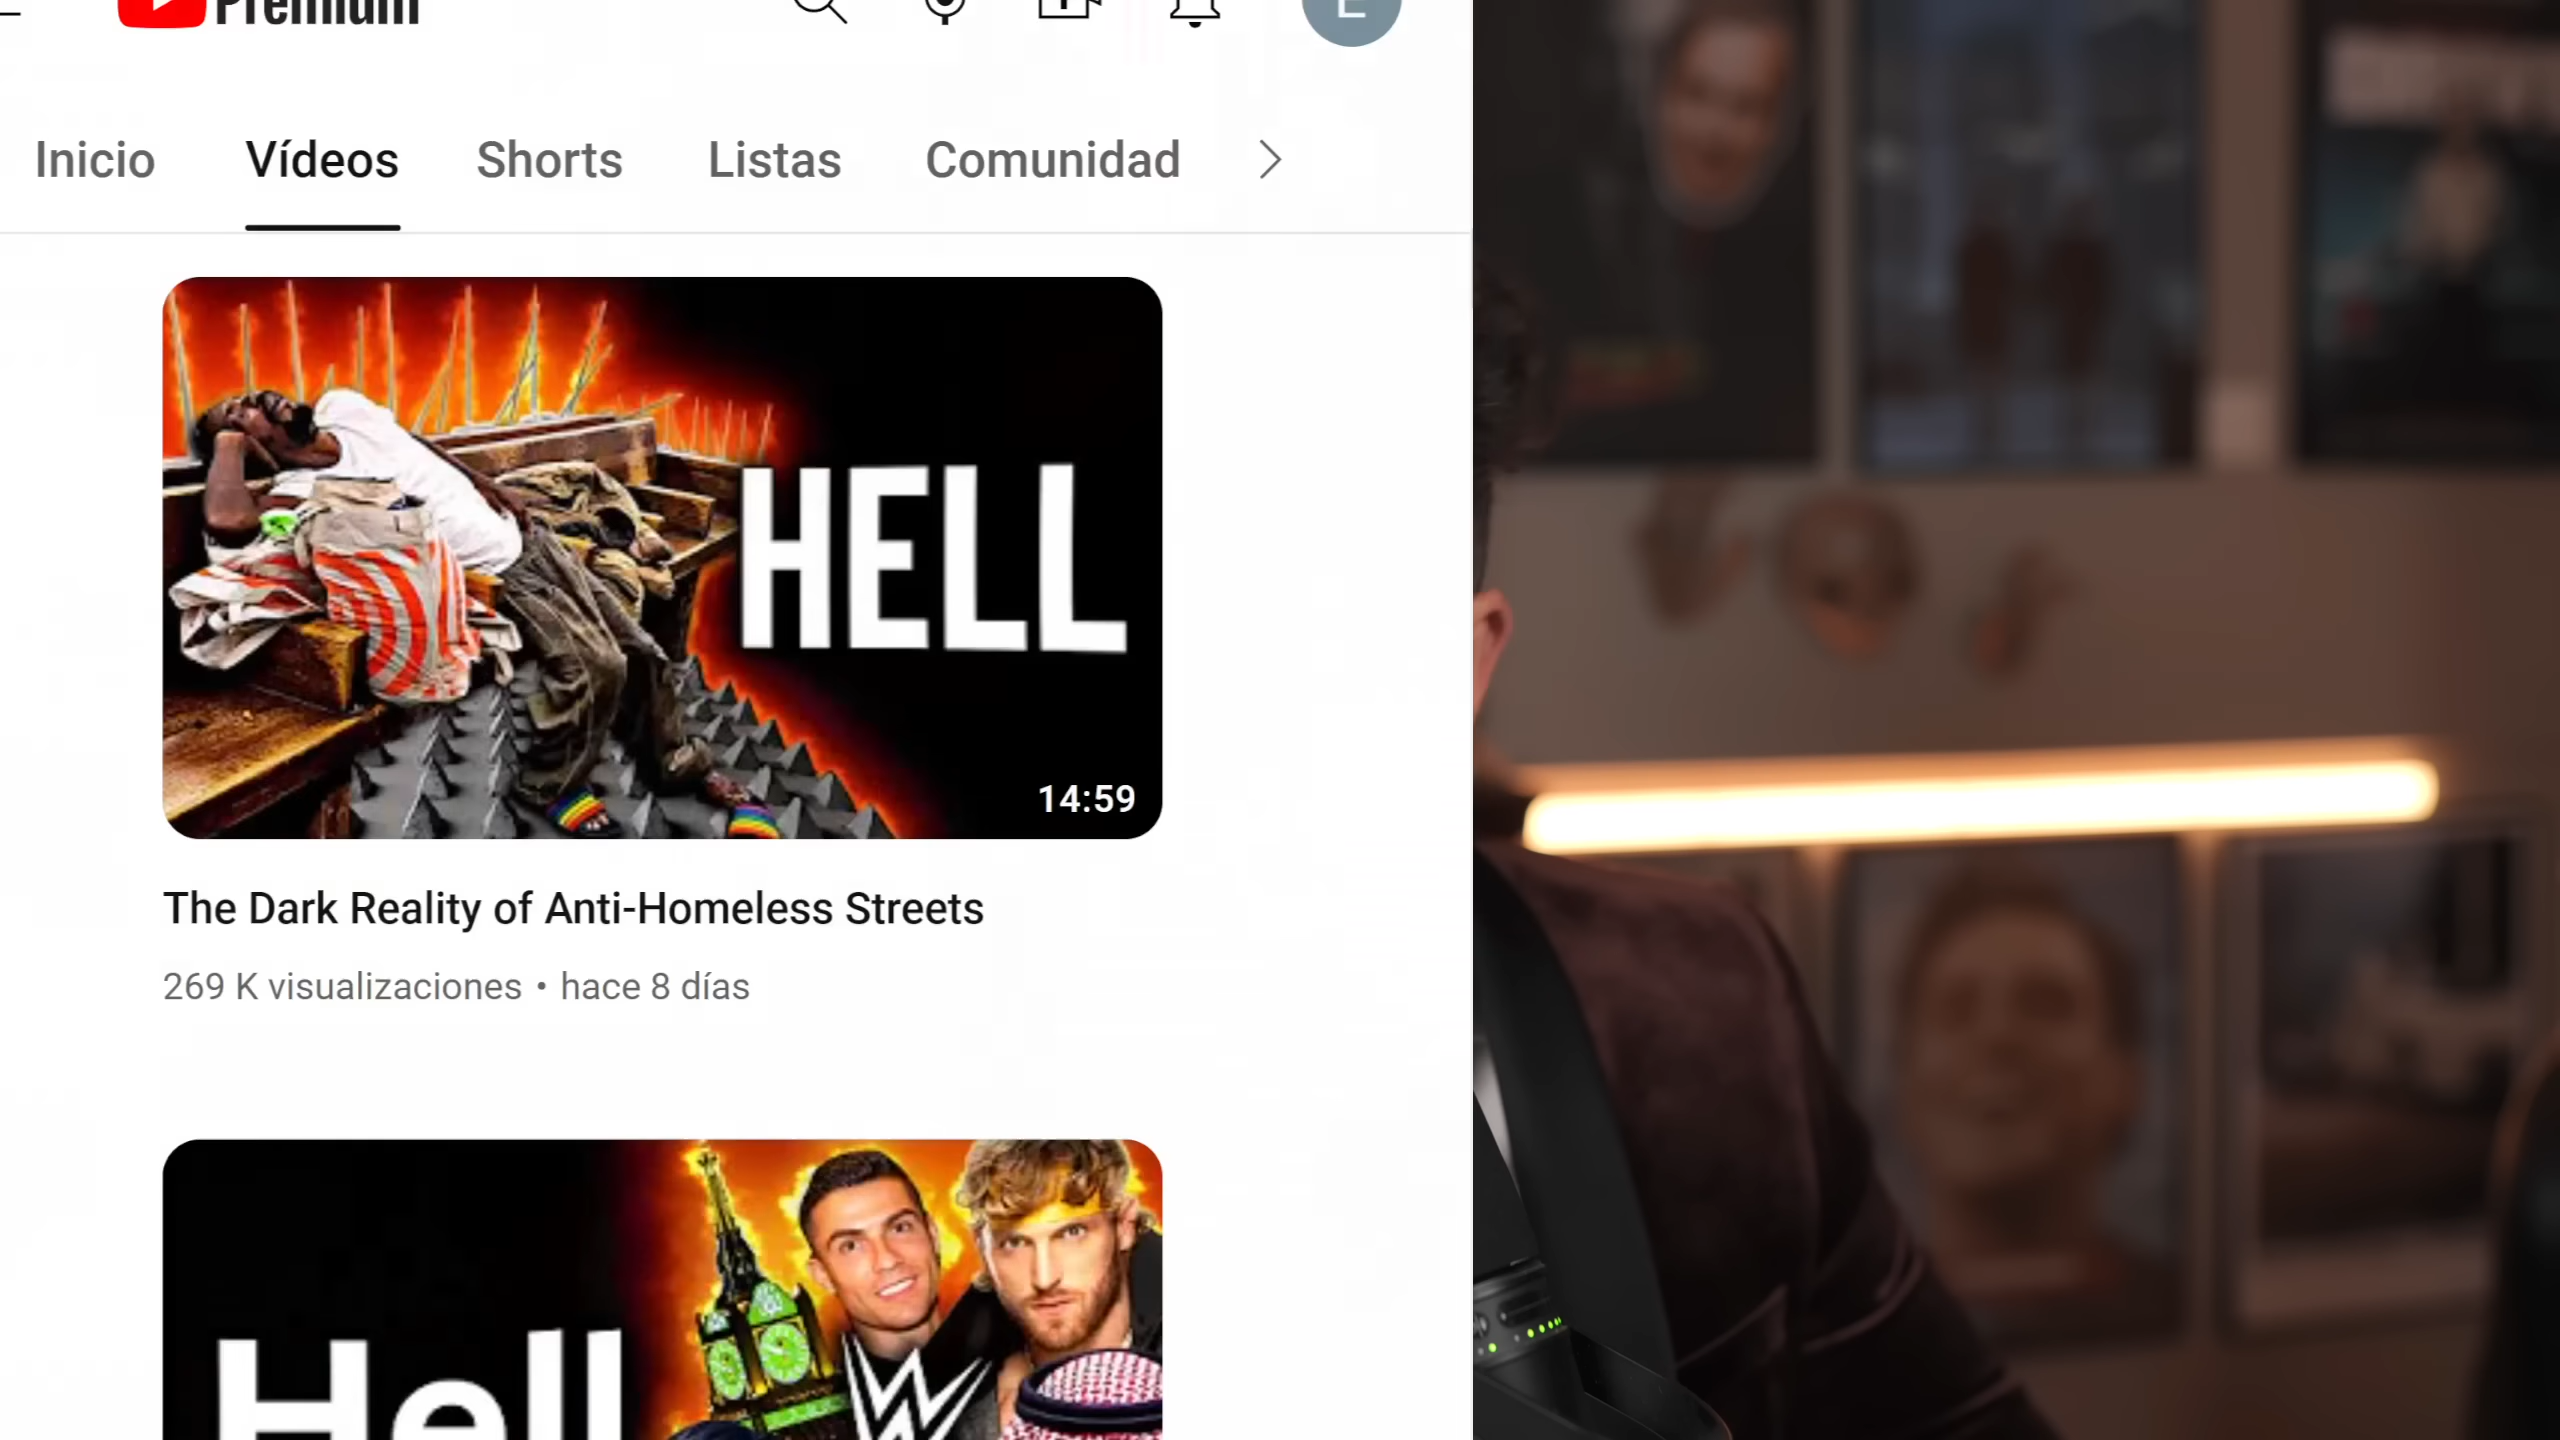 Premium
E
Inicio Vídeos Shorts Listas Comunidad
HELL
14:59
The Dark Reality of Anti-Homeless Streets
269 K visualizaciones • hace 8 días
Hell
W